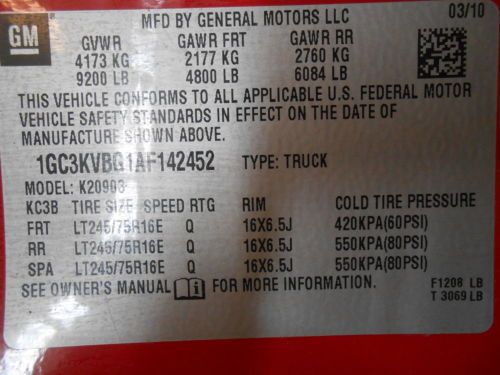 MFD BY GENERAL MOTORS LLC 03/10
GM
GVWR GAWR FRT GAWR RR
4173 KG 2177 KG 2760 KG
9200 LB 4800 LB 6084 LB
THIS VEHICLE CONFORMS TO ALL APPLICABLE U.S. FEDERAL MOTOR
VEHICLE SAFETY STANDARDS IN EFFECT ON THE DATE OF
MANUFACTURE SHOWN ABOVE.
1GC3KVBG1AF142452 TYPE: TRUCK
MODEL: K20903
KC3B TIRE SIZE SPEED RTG RIM COLD TIRE PRESSURE
FRT LT245/75R16E Q 16X6.5J 420KPA(60PSI)
RR LT245/75R16E Q 16X6.5J 550KPA(80PSI)
SPA LT245/75R16E Q 16X6.5J 550KPA(80PSI)
SEE OWNER'S MANUAL i FOR MORE INFORMATION.
F1208 LB
T 3069 LB